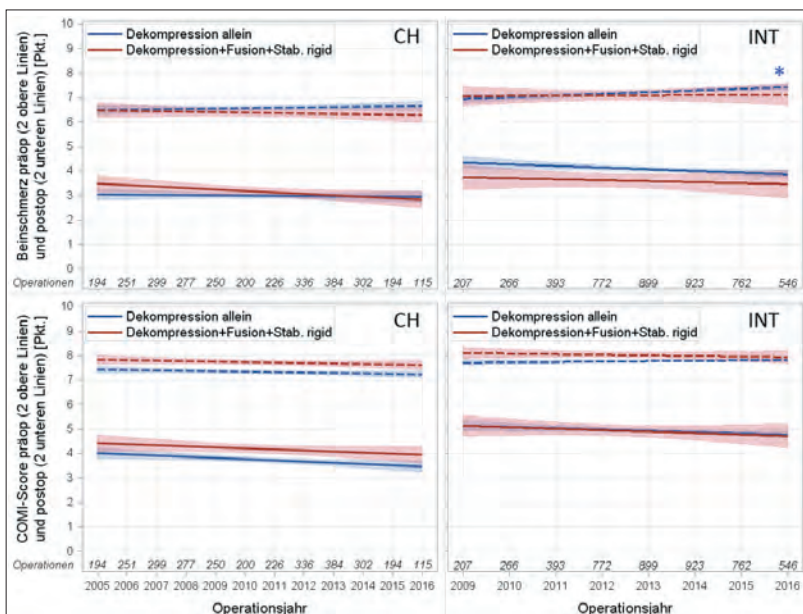 Beinschmerz präop (2 obere Linien)
und postop (2 unteren Linien) [Pkt.]
10
9
8
7
6
5
4
3
2
1
0
Dekompression allein
Dekompression+Fusion+Stab. rigid
CH
Dekompression allein
Dekompression+Fusion+Stab. rigid
INT
*
Operationen 194 251 299 277 250 200 226 336 384 302 194 115
207 266 393 772 899 923 762 546
COMI-Score präop (2 obere Linien)
und postop (2 unteren Linien) [Pkt.]
10
9
8
7
6
5
4
3
2
1
0
Dekompression allein
Dekompression+Fusion+Stab. rigid
CH
Dekompression allein
Dekompression+Fusion+Stab. rigid
INT
Operationen 194 251 299 277 250 200 226 336 384 302 194 115
207 266 393 772 899 923 762 546
2005 2006 2007 2008 2009 2010 2011 2012 2013 2014 2015 2016
2009 2010 2011 2012 2013 2014 2015 2016
Operationsjahr
Operationsjahr